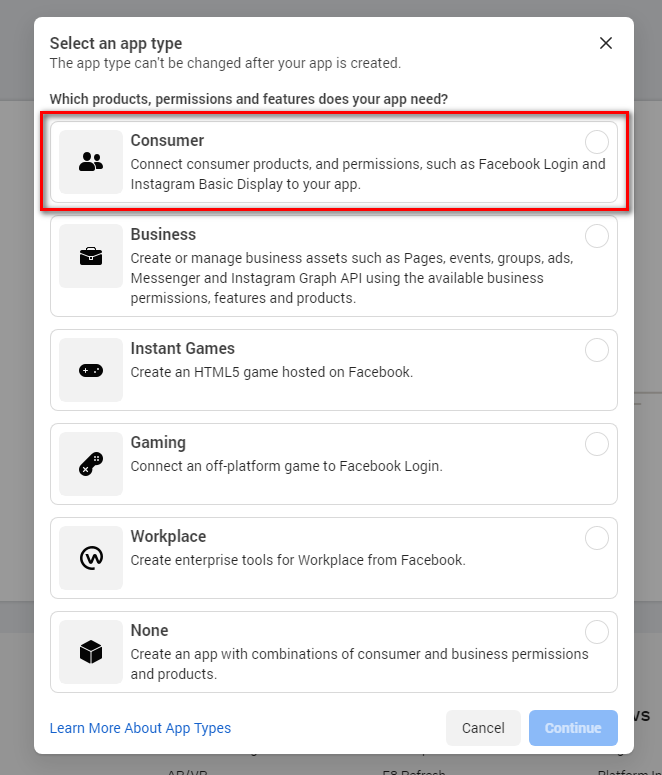 Select an app type
The app type can't be changed after your app is created.
Which products, permissions and features does your app need?
Consumer
Connect consumer products, and permissions, such as Facebook Login and
Instagram Basic Display to your app.
Business
Create or manage business assets such as Pages, events, groups, ads,
Messenger and Instagram Graph API using the available business
permissions, features and products.
Instant Games
Create an HTML5 game hosted on Facebook.
Gaming
Connect an off-platform game to Facebook Login.
Workplace
Create enterprise tools for Workplace from Facebook.
None
Create an app with combinations of consumer and business permissions
and products.
Learn More About App Types
Cancel
Continue